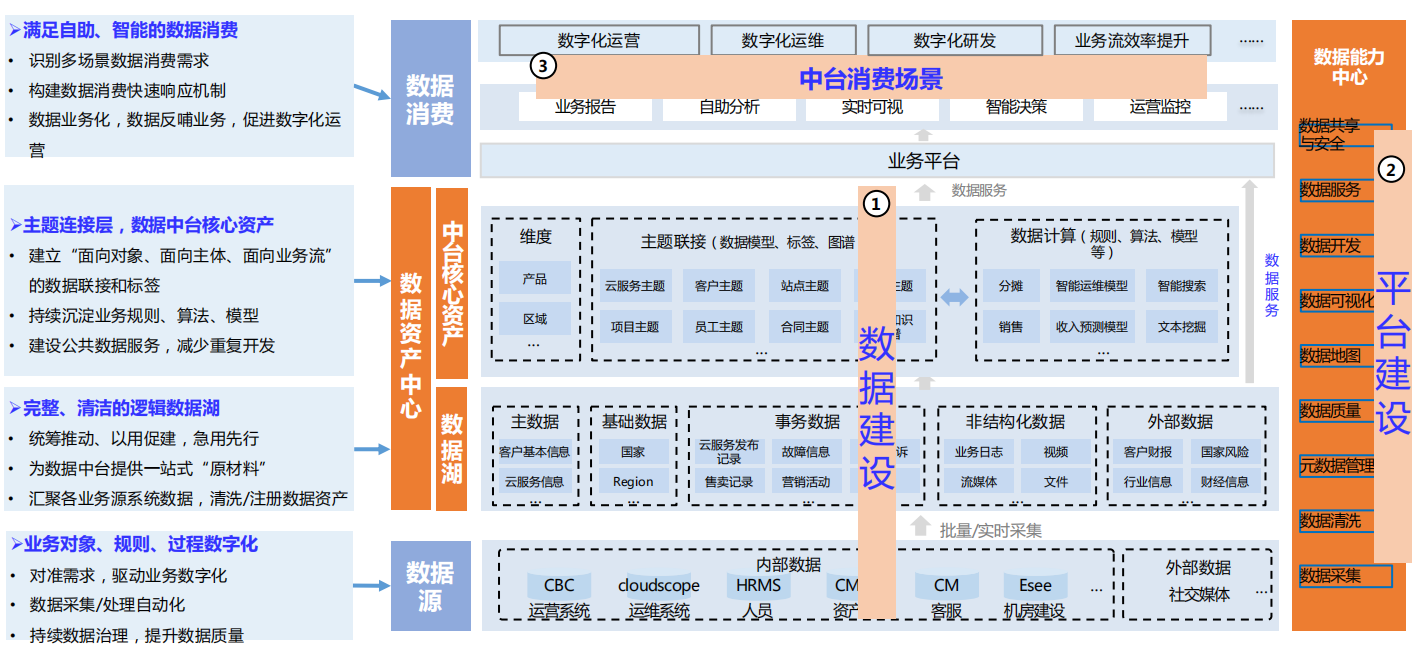 ➢满足自助、智能的数据消费
• 识别多场景数据消费需求
• 构建数据消费快速响应机制
• 数据业务化，数据反哺业务，促进数字化运
营
➢主题连接层，数据中台核心资产
• 建立“面向对象、面向主体、面向业务流”
的数据联接和标签
• 持续沉淀业务规则、算法、模型
• 建设公共数据服务，减少重复开发
➢完整、清洁的逻辑数据湖
• 统筹推动、以用促建，急用先行
• 为数据中台提供一站式“原材料”
• 汇聚各业务源系统数据，清洗/注册数据资产
➢业务对象、规则、过程数字化
• 对准需求，驱动业务数字化
• 数据采集/处理自动化
• 持续数据治理，提升数据质量
数据
消费
数据资产中心
中台核心资产
数据湖
数据
源
数字化运营 数字化运维 数字化研发 业务流效率提升 ……
③
中台消费场景
业务报告 自助分析 实时可视 智能决策 运营监控 ……
业务平台
数据服务
①
数据建设
维度
产品
区域
…
主题联接（数据模型、标签、图谱
云服务主题 客户主题 站点主题 主题
项目主题 员工主题 合同主题 知识
…
数据计算（规则、算法、模型
等）
分摊 智能运维模型 智能搜索
销售 收入预测模型 文本挖掘
…
数据服务
主数据
客户基本信息
云服务信息
…
基础数据
国家
Region
…
事务数据
云服务发布
记录
故障信息 诉
售卖记录 营销活动
…
非结构化数据
业务日志 视频
流媒体 文件
…
外部数据
客户财报 国家风险
行业信息 财经信息
…
批量/实时采集
内部数据
CBC cloudscope HRMS CM CM Esee …
运营系统 运维系统 人员 资产 客服 机房建设
外部数据
社交媒体 …
数据能力
中心
数据共享
与安全
数据服务
数据开发
数据可视化
数据地图
数据质量
元数据管理
数据清洗
数据采集
②
平台建设